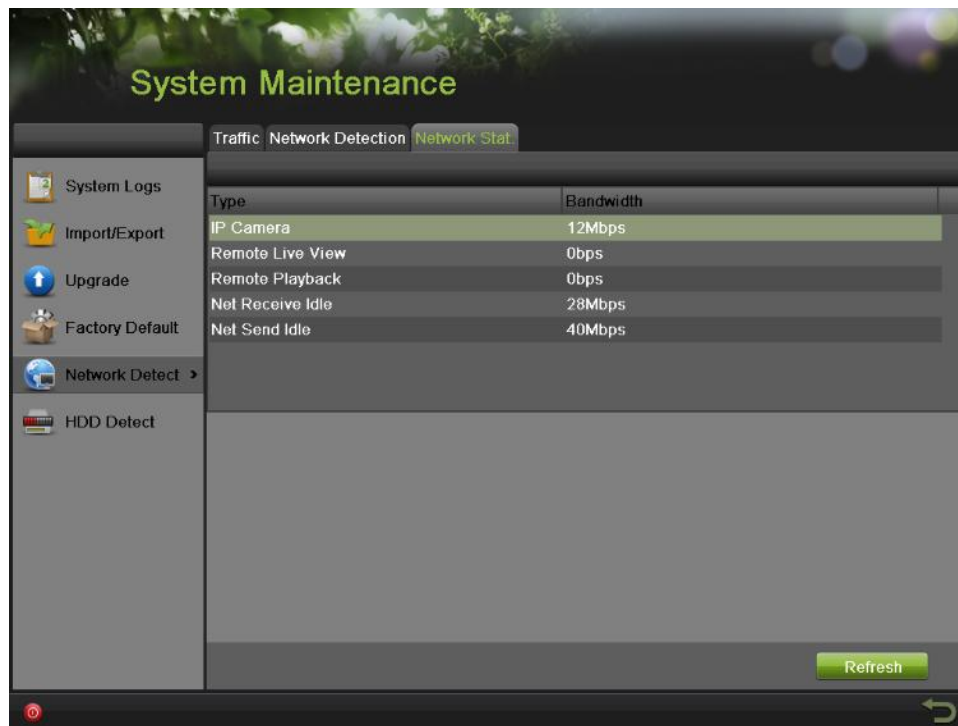 System Maintenance
Traffic Network Detection Network Stat.
System Logs
Import/Export
Upgrade
Factory Default
Network Detect >
HDD Detect
Type Bandwidth
IP Camera 12Mbps
Remote Live View 0bps
Remote Playback 0bps
Net Receive Idle 28Mbps
Net Send Idle 40Mbps
Refresh